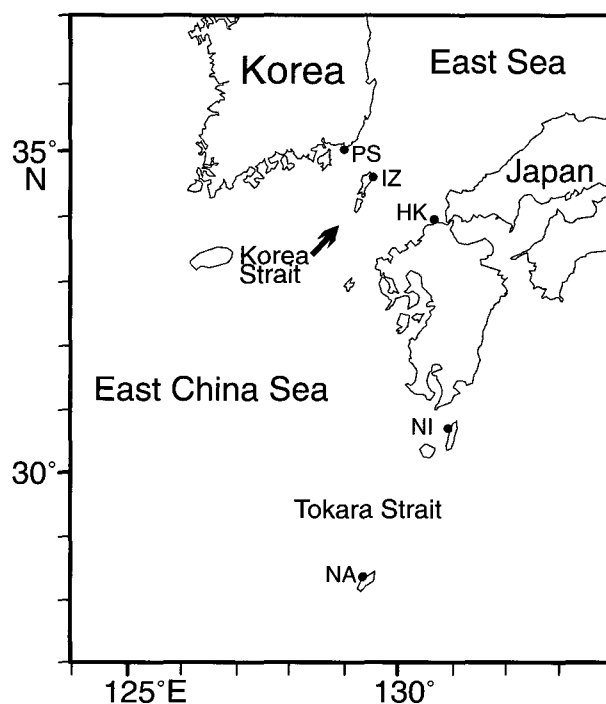 Korea
East Sea
35°
N
PS
IZ
Japan
HK
Korea
Strait
East China Sea
NI
30°
Tokara Strait
NA
125°E
130°